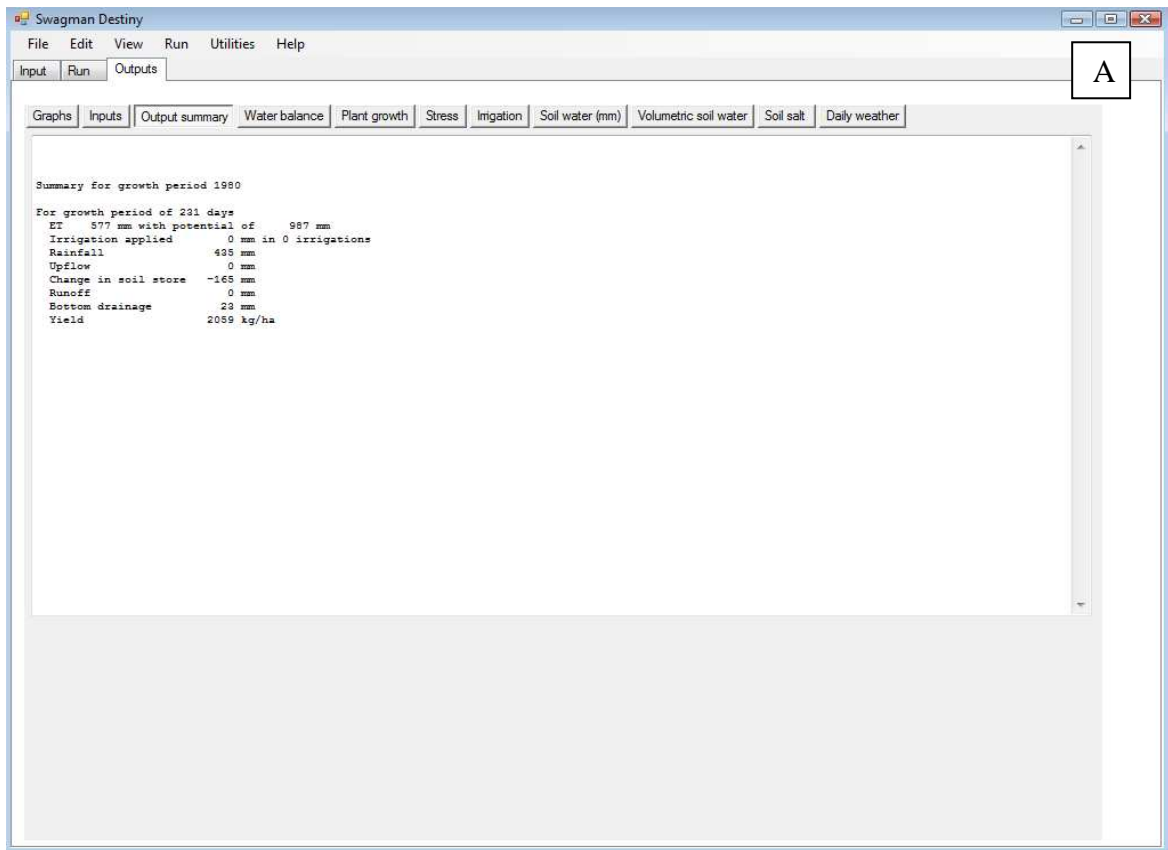 Swagman Destiny
File Edit View Run Utilities Help
A
Input Run Outputs
Graphs Inputs Output summary Water balance Plant growth Stress Irrigation Soil water (mm) Volumetric soil water Soil salt Daily weather
Summary for growth period 1980
For growth period of 231 days
ET 577 mm with potential of 987 mm
Irrigation applied 0 mm in 0 irrigations
Rainfall 435 mm
Upflow 0 mm
Change in soil store -165 mm
Runoff 0 mm
Bottom drainage 23 mm
Yield 2059 kg/ha